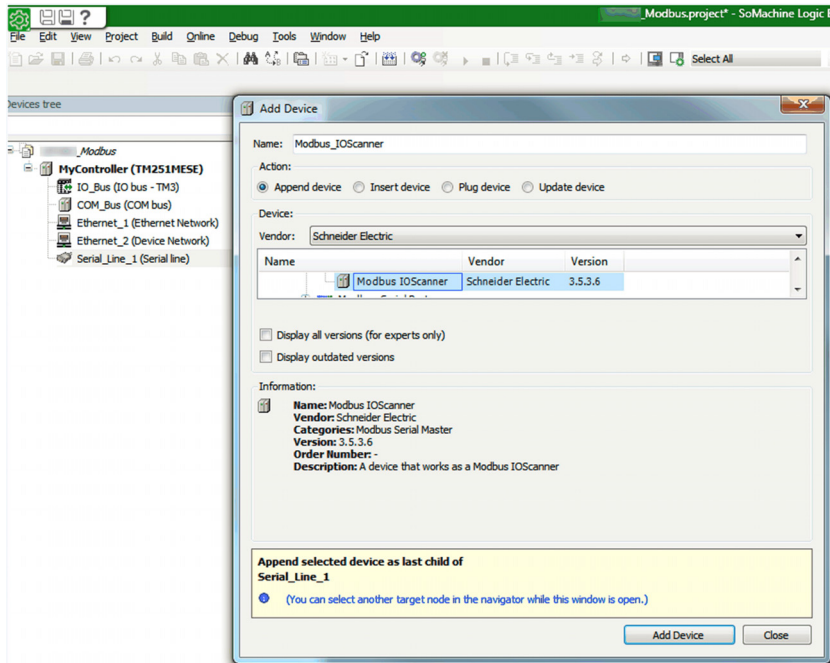 ?
_Modbus.project* - SoMachine Logic
File Edit View Project Build Online Debug Tools Window Help
Select All
Devices tree
_Modbus
MyController (TM251MESE)
IO_Bus (IO bus - TM3)
COM_Bus (COM bus)
Ethernet_1 (Ethernet Network)
Ethernet_2 (Device Network)
Serial_Line_1 (Serial line)
Add Device
Name: Modbus_IOScanner
Action:
Append device Insert device Plug device Update device
Device:
Vendor: Schneider Electric
Name Vendor Version
Modbus IOScanner Schneider Electric 3.5.3.6
Display all versions (for experts only)
Display outdated versions
Information:
Name: Modbus IOScanner
Vendor: Schneider Electric
Categories: Modbus Serial Master
Version: 3.5.3.6
Order Number: -
Description: A device that works as a Modbus IOScanner
Append selected device as last child of
Serial_Line_1
(You can select another target node in the navigator while this window is open.)
Add Device Close